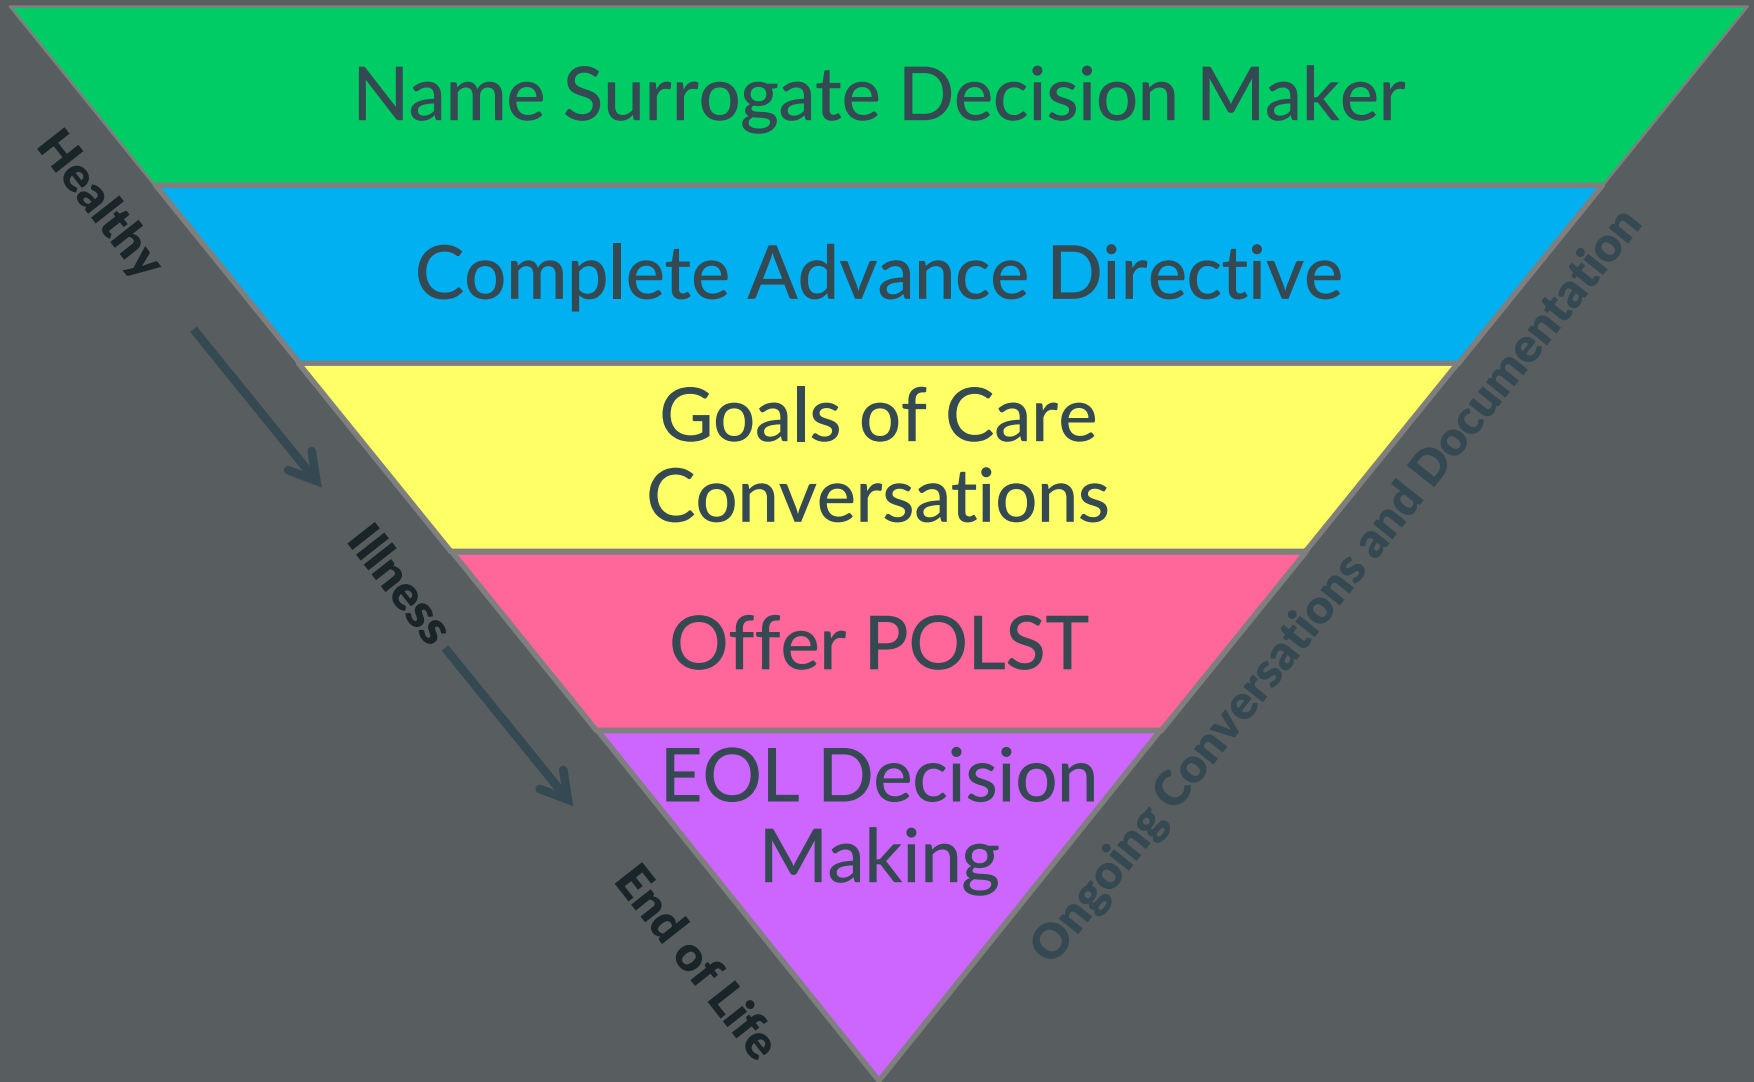 Name Surrogate Decision Maker
Healthy
Complete Advance Directive
Goals of Care
Conversations
Illness
Offer POLST
EOL Decision
Making
End of Life
Ongoing Conversations and Documentation